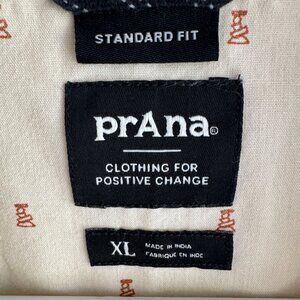 STANDARD FIT
prAna®
CLOTHING FOR
POSITIVE CHANGE
XL
MADE IN INDIA
FABRIQUÉ EN INDE